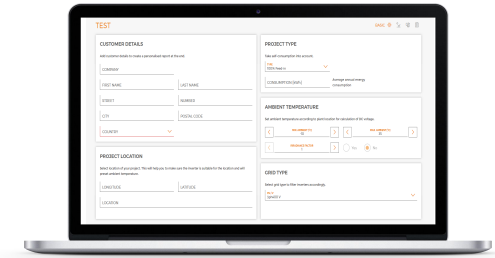 TEST
SAVE
CUSTOMER DETAILS
Add customer details to create a personalised report at the end.
COMPANY
FIRST NAME
LAST NAME
STREET
NUMBER
CITY
POSTAL CODE
COUNTRY
PROJECT LOCATION
Select location of your project. This will help you to make sure the inverter is suitable for the location and will
preset ambient temperature.
LONGITUDE
LATITUDE
LOCATION
PROJECT TYPE
Take self consumption into account.
TYPE
100% Feed in
CONSUMPTION [kWh]
Average annual energy
consumption
AMBIENT TEMPERATURE
Set ambient temperature according to plant location for calculation of DC voltage.
No
GRID TYPE
Select grid type to filter inverters accordingly.